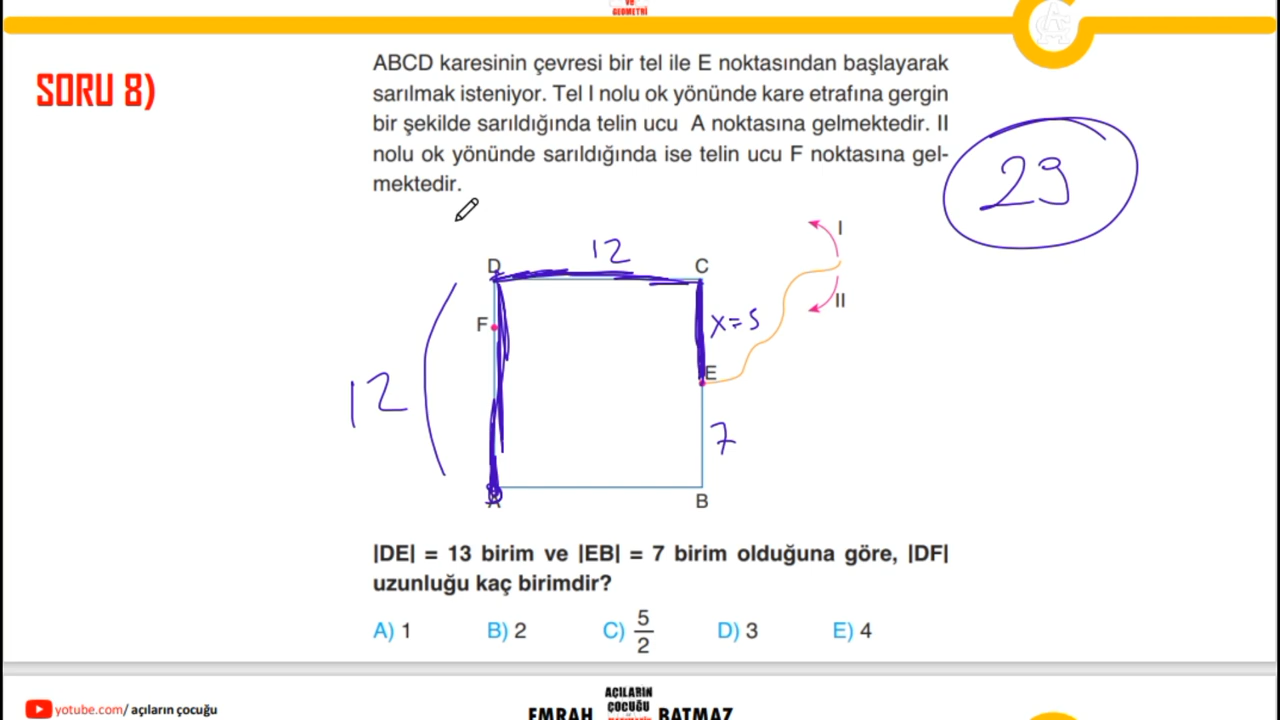 VE
GEOMETRİ
SORU 8)
ABCD karesinin çevresi bir tel ile E noktasından başlayarak
sarılmak isteniyor. Tel I nolu ok yönünde kare etrafına gergin
bir şekilde sarıldığında telin ucu A noktasına gelmektedir. II
nolu ok yönünde sarıldığında ise telin ucu F noktasına gel-
mektedir.
29
I
12
D
C
II
F
x=5
E
12
7
A
B
|DE| = 13 birim ve |EB| = 7 birim olduğuna göre, |DF|
uzunluğu kaç birimdir?
A) 1 B) 2 C) 5/2 D) 3 E) 4
yotube.com/ açıların çocuğu
EMRAH AÇILARIN ÇOCUĞU BATMAZ